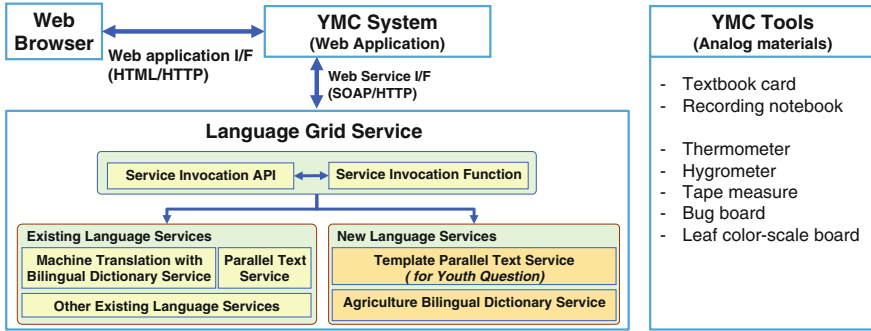 Web
Browser
Web application I/F
(HTML/HTTP)
YMC System
(Web Application)
Web Service I/F
(SOAP/HTTP)
Language Grid Service
Service Invocation API
Service Invocation Function
Existing Language Services
Machine Translation with
Bilingual Dictionary Service
Parallel Text
Service
Other Existing Language Services
New Language Services
Template Parallel Text Service
( for Youth Question)
Agriculture Bilingual Dictionary Service
YMC Tools
(Analog materials)
- Textbook card
- Recording notebook
- Thermometer
- Hygrometer
- Tape measure
- Bug board
- Leaf color-scale board